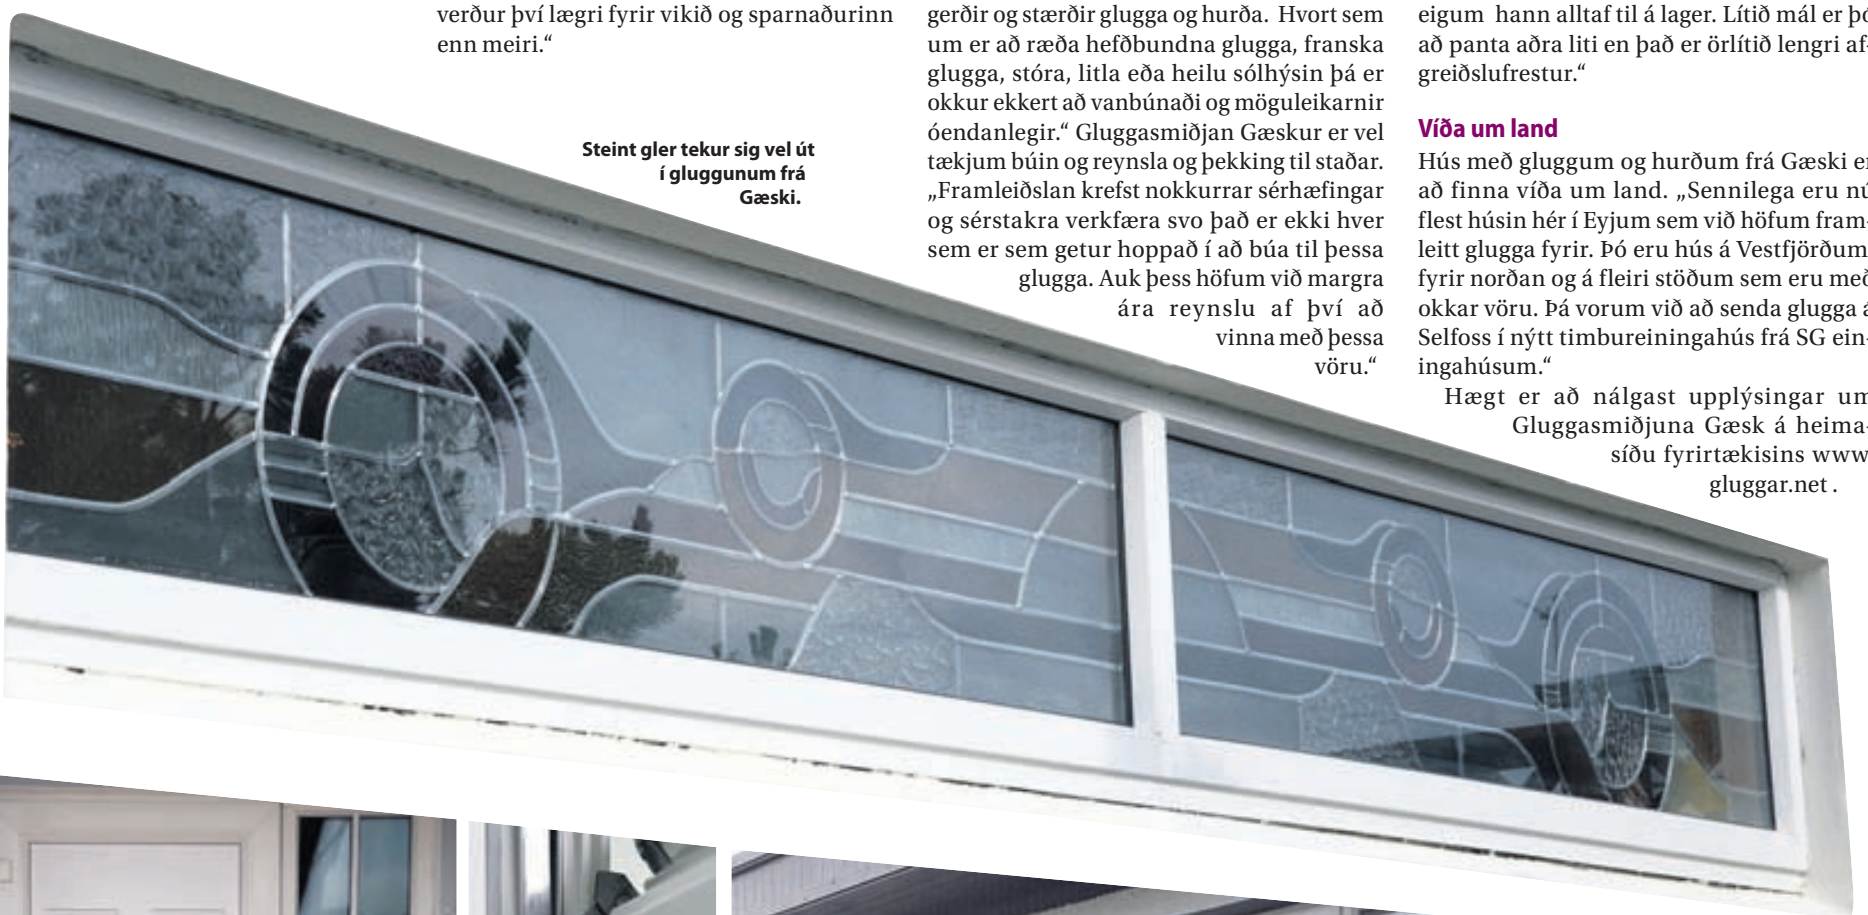 verður því lægri fyrir vikið og sparnaðurinn
enn meiri.“
Steint gler tekur sig vel út
í gluggunum frá
Gæski.
gerðir og stærðir glugga og hurða. Hvort sem
um er að ræða hefðbundna glugga, franska
glugga, stóra, litla eða heilu sólhýsin þá er
okkur ekkert að vanbúnaði og möguleikarnir
óendanlegir.“ Gluggasmiðjan Gæskur er vel
tækjum búin og reynsla og þekking til staðar.
„Framleiðslan krefst nokkurrar sérhæfingar
og sérstakra verkfæra svo það er ekki hver
sem er sem getur hoppað í að búa til þessa
glugga. Auk þess höfum við margra
ára reynslu af því að
vinna með þessa
vöru.“
eigum hann alltaf til á lager. Lítið mál er þó
að panta aðra liti en það er örlítið lengri af-
greiðslufrestur.“
Víða um land
Hús með gluggum og hurðum frá Gæski er
að finna víða um land. „Sennilega eru nú
flest húsin hér í Eyjum sem við höfum fram-
leitt glugga fyrir. Þó eru hús á Vestfjörðum,
fyrir norðan og á fleiri stöðum sem eru með
okkar vöru. Þá vorum við að senda glugga á
Selfoss í nýtt timbureiningahús frá SG ein-
ingahúsum.“
Hægt er að nálgast upplýsingar um
Gluggasmiðjuna Gæsk á heima-
síðu fyrirtækisins www.
gluggar.net .